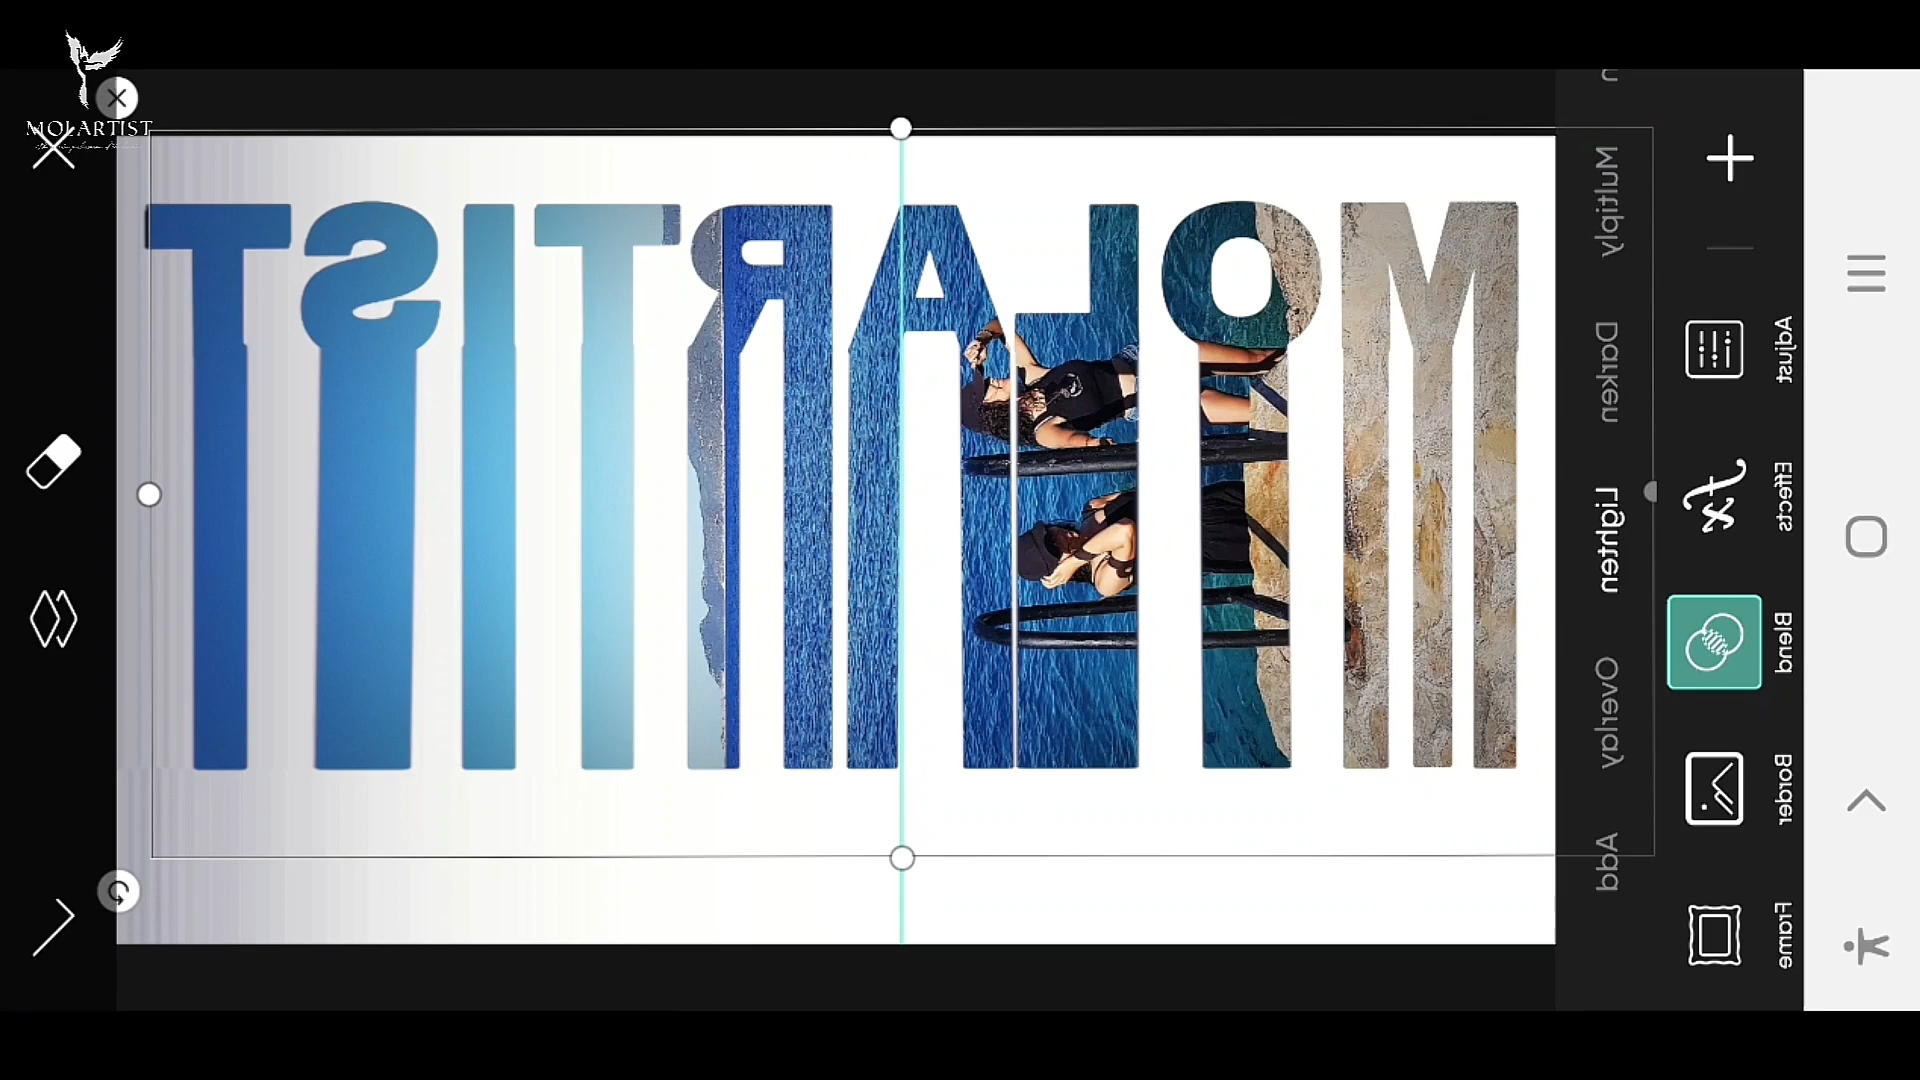 MOLARTIST
MOLARTIST
Multiply
Darken
Lighten
Overlay
Add
Adjust
Effects
Blend
Border
Frame